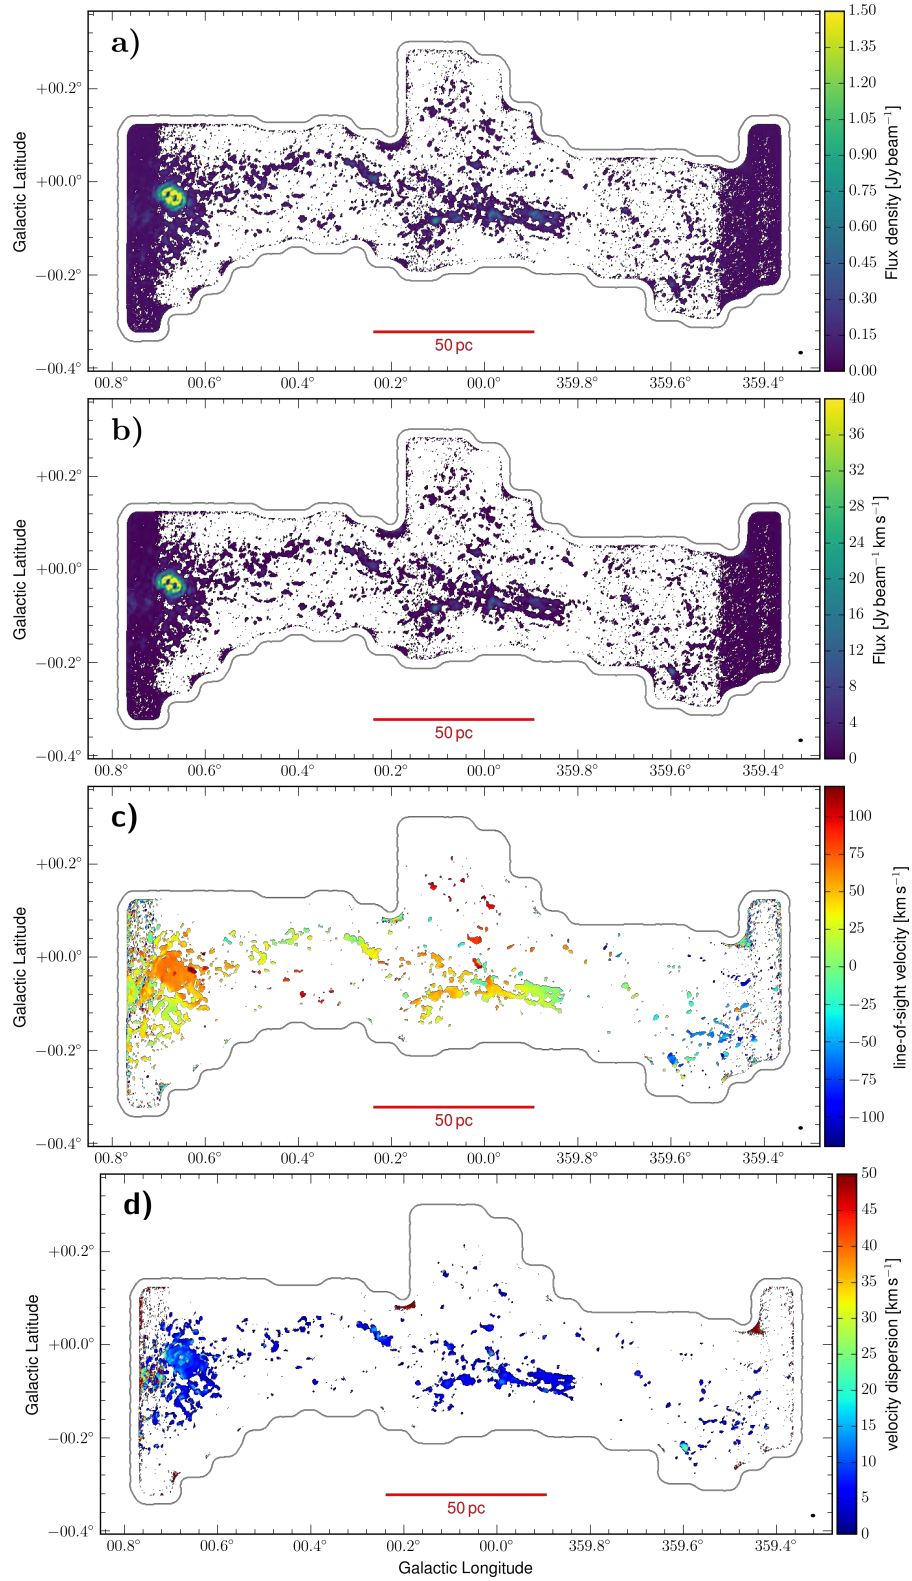 a)
Galactic Latitude
+00.2°
+00.0°
−00.2°
−00.4°
00.8° 00.6° 00.4° 00.2° 00.0° 359.8° 359.6° 359.4°
50 pc
1.50
1.35
1.20
1.05
0.90
0.75
0.60
0.45
0.30
0.15
0.00
Flux density [Jy beam⁻¹]
b)
Galactic Latitude
+00.2°
+00.0°
−00.2°
−00.4°
00.8° 00.6° 00.4° 00.2° 00.0° 359.8° 359.6° 359.4°
50 pc
40
36
32
28
24
20
16
12
8
4
0
Flux [Jy beam⁻¹ km s⁻¹]
c)
Galactic Latitude
+00.2°
+00.0°
−00.2°
−00.4°
00.8° 00.6° 00.4° 00.2° 00.0° 359.8° 359.6° 359.4°
50 pc
100
75
50
25
0
−25
−50
−75
−100
line-of-sight velocity [km s⁻¹]
d)
Galactic Latitude
+00.2°
+00.0°
−00.2°
−00.4°
00.8° 00.6° 00.4° 00.2° 00.0° 359.8° 359.6° 359.4°
Galactic Longitude
50 pc
50
45
40
35
30
25
20
15
10
5
0
velocity dispersion [km s⁻¹]